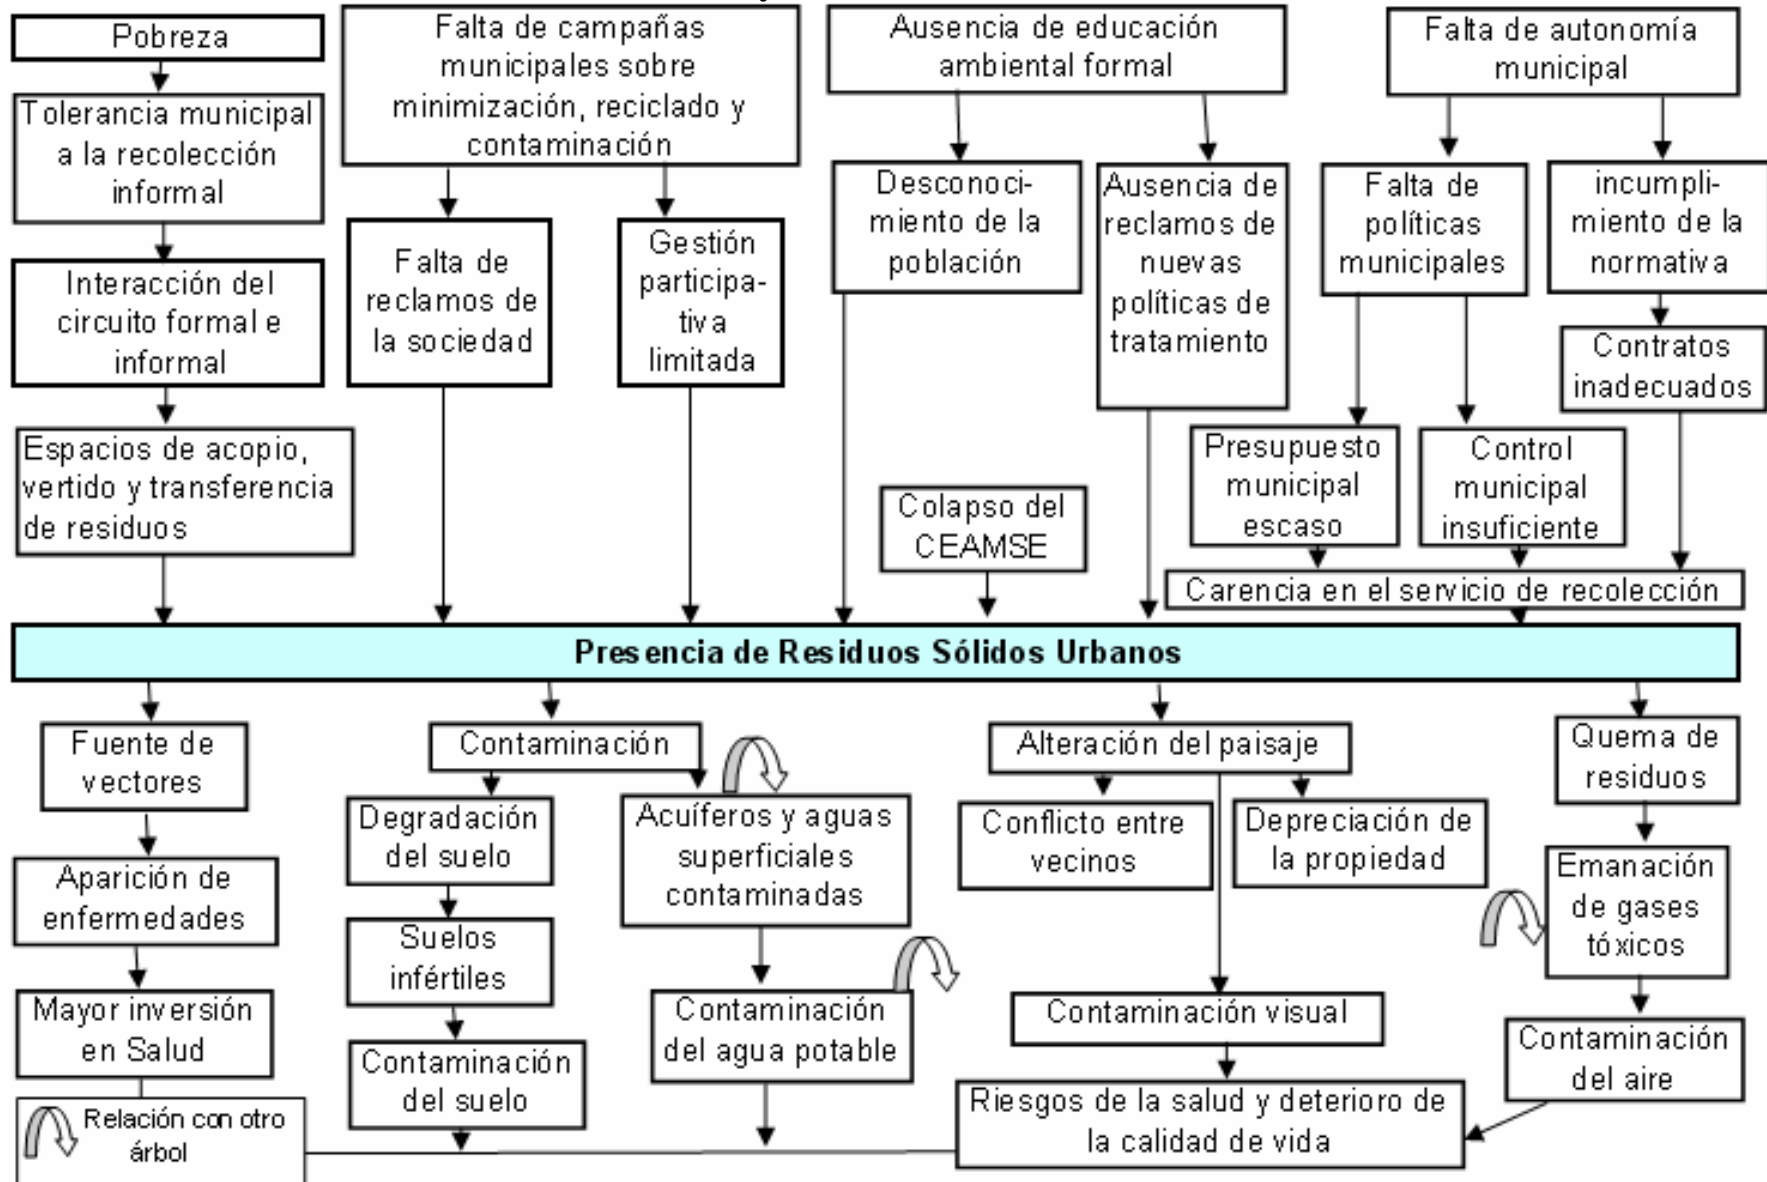 Pobreza
Falta de campañas
municipales sobre
minimización, reciclado y
contaminación
Ausencia de educación
ambiental formal
Falta de autonomía
municipal
Tolerancia municipal
a la recolección
informal
Interacción del
circuito formal e
informal
Espacios de acopio,
vertido y transferencia
de residuos
Falta de
reclamos de
la sociedad
Gestión
participa-
tiva
limitada
Desconoci-
miento de la
población
Ausencia de
reclamos de
nuevas
políticas de
tratamiento
Falta de
políticas
municipales
incumpli-
miento de la
normativa
Contratos
inadecuados
Presupuesto
municipal
escaso
Control
municipal
insuficiente
Colapso del
CEAMSE
Carencia en el servicio de recolección
Presencia de Residuos Sólidos Urbanos
Fuente de
vectores
Aparición de
enfermedades
Mayor inversión
en Salud
Contaminación
Degradación
del suelo
Suelos
infértiles
Contaminación
del suelo
Acuíferos y aguas
superficiales
contaminadas
Contaminación
del agua potable
Alteración del paisaje
Conflicto entre
vecinos
Depreciación de
la propiedad
Contaminación visual
Riesgos de la salud y deterioro de
la calidad de vida
Quema de
residuos
Emanación
de gases
tóxicos
Contaminación
del aire
Relación con otro
árbol